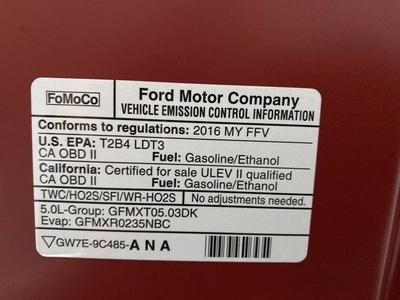 FoMoCo Ford Motor Company
VEHICLE EMISSION CONTROL INFORMATION
Conforms to regulations: 2016 MY FFV
U.S. EPA: T2B4 LDT3
CA OBD II Fuel: Gasoline/Ethanol
California: Certified for sale ULEV II qualified
CA OBD II Fuel: Gasoline/Ethanol
TWC/HO2S/SFI/WR-HO2S No adjustments needed.
5.0L-Group: GFMXT05.03DK
Evap: GFMXR0235NBC
GW7E-9C485-A N A